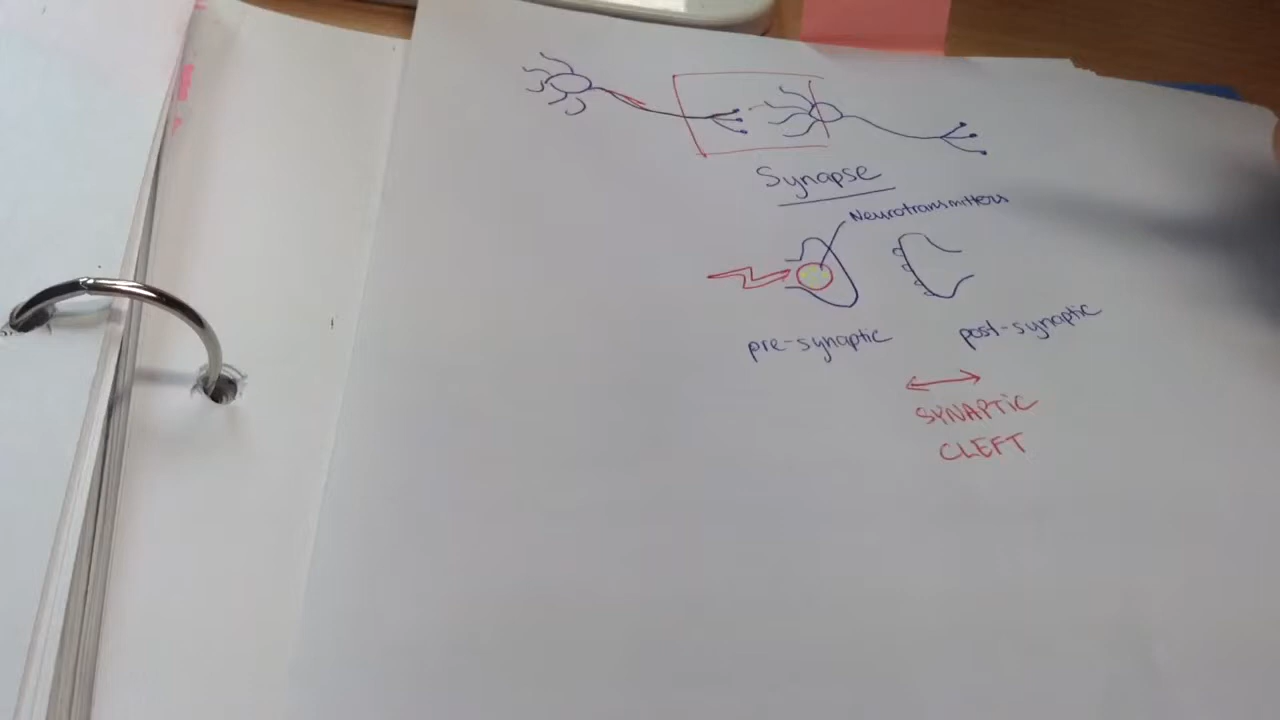 Synapse
Neurotransmitters
pre-synaptic
post-synaptic
SYNAPTIC
CLEFT